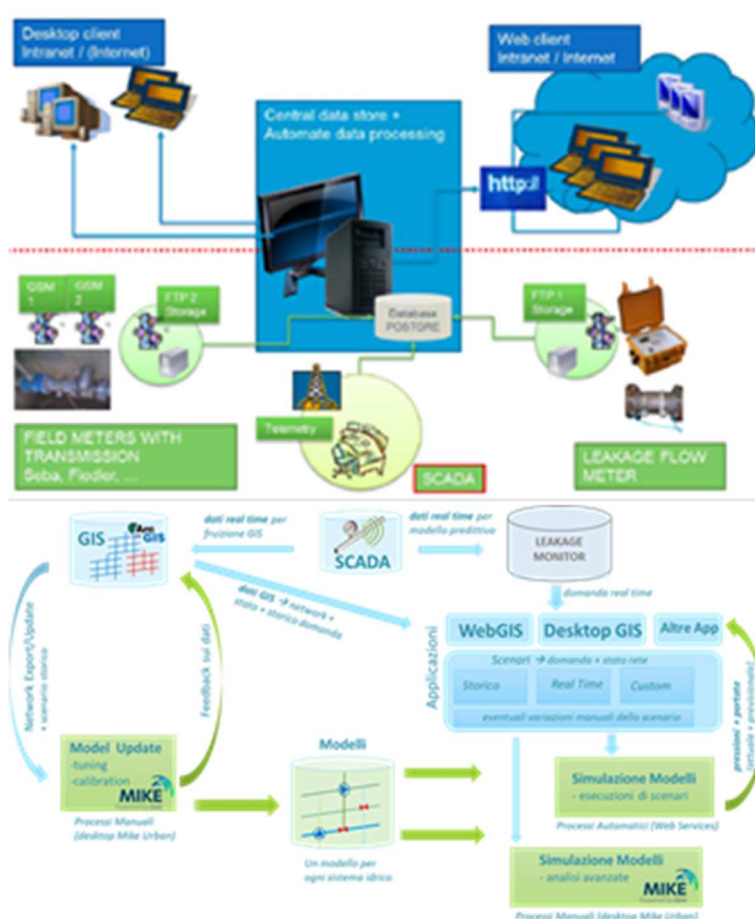 Desktop client
Intranet / (Internet)
Web client
Intranet / Internet
Central data store +
Automate data processing
http://
GSM
1
GSM
2
FTP 2
Storage
Database
POSTGRE
FTP 1
Storage
Telemetry
FIELD METERS WITH
TRANSMISSION
Seba, Fiedler, ...
SCADA
LEAKAGE FLOW
METER
GIS
GIS
dati real time per
fruizione GIS
SCADA
dati real time per
modello predittivo
LEAKAGE
MONITOR
domanda real time
dati GIS → network +
stato + storico domanda
Network Export/Update
+ scenario storico
Feedback sui dati
Applicazioni
WebGIS
Desktop GIS
Altre App
Scenari → domanda + stato rete
Storico
Real Time
Custom
eventuali variazioni manuali dello scenario
pressioni + portate
(attuale + previsionale)
Model Update
-tuning
-calibration
MIKE
Processi Manuali
(desktop Mike Urban)
Modelli
Un modello per
ogni sistema idrico
Simulazione Modelli
- esecuzioni di scenari
Processi Automatici (Web Services)
Simulazione Modelli
- analisi avanzate
MIKE
Processi Manuali (desktop Mike Urban)